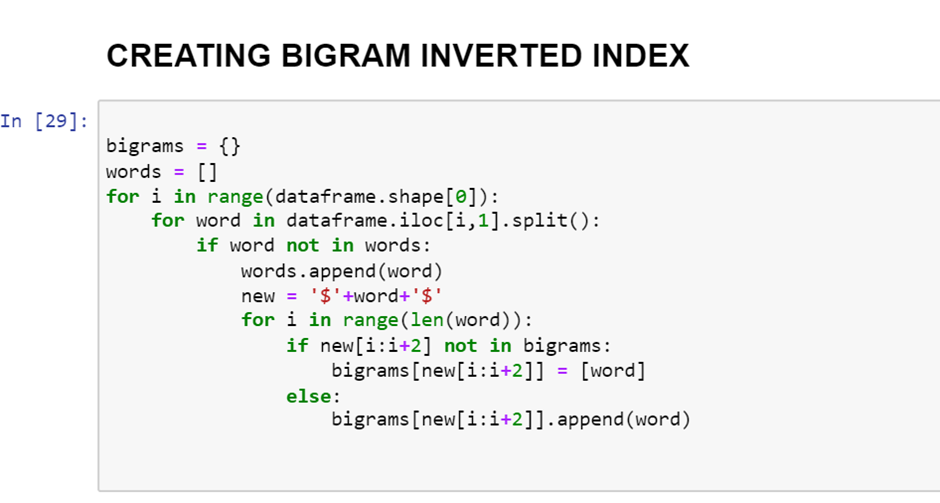 CREATING BIGRAM INVERTED INDEX
In [29]:
bigrams = {}
words = []
for i in range(dataframe.shape[0]):
    for word in dataframe.iloc[i,1].split():
        if word not in words:
            words.append(word)
            new = '$'+word+'$'
            for i in range(len(word)):
                if new[i:i+2] not in bigrams:
                    bigrams[new[i:i+2]] = [word]
                else:
                    bigrams[new[i:i+2]].append(word)